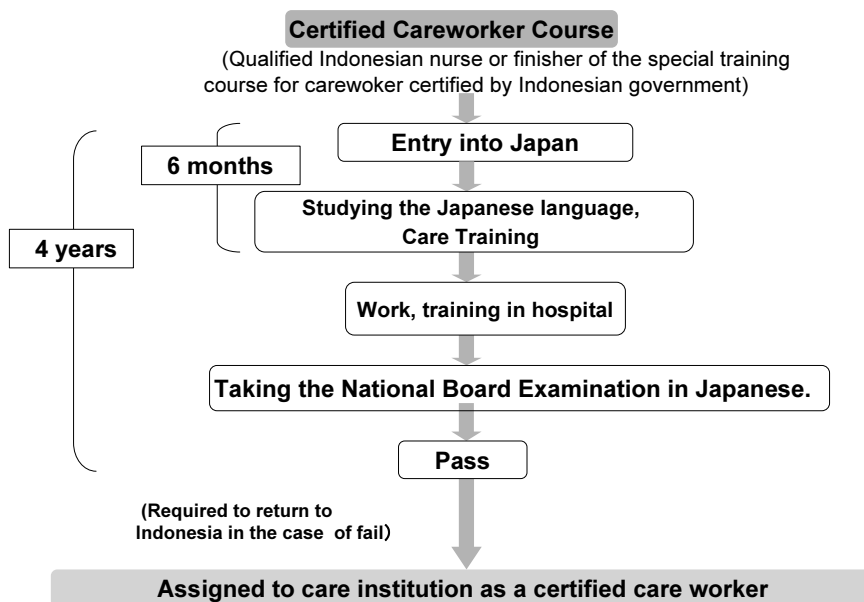 Certified Careworker Course
(Qualified Indonesian nurse or finisher of the special training
course for carewoker certified by Indonesian government)
Entry into Japan
6 months
Studying the Japanese language,
Care Training
4 years
Work, training in hospital
Taking the National Board Examination in Japanese.
Pass
(Required to return to
Indonesia in the case of fail)
Assigned to care institution as a certified care worker